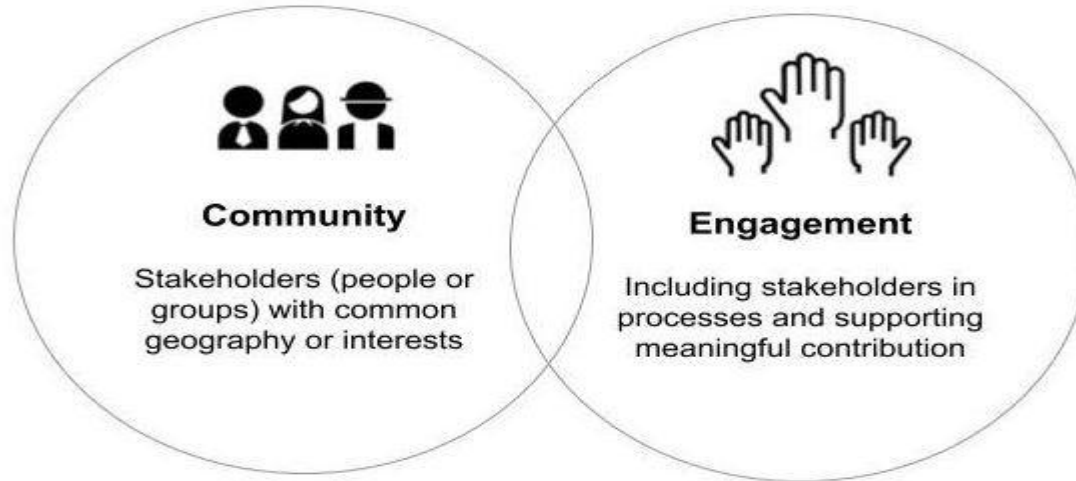 Community
Stakeholders (people or
groups) with common
geography or interests
Engagement
Including stakeholders in
processes and supporting
meaningful contribution